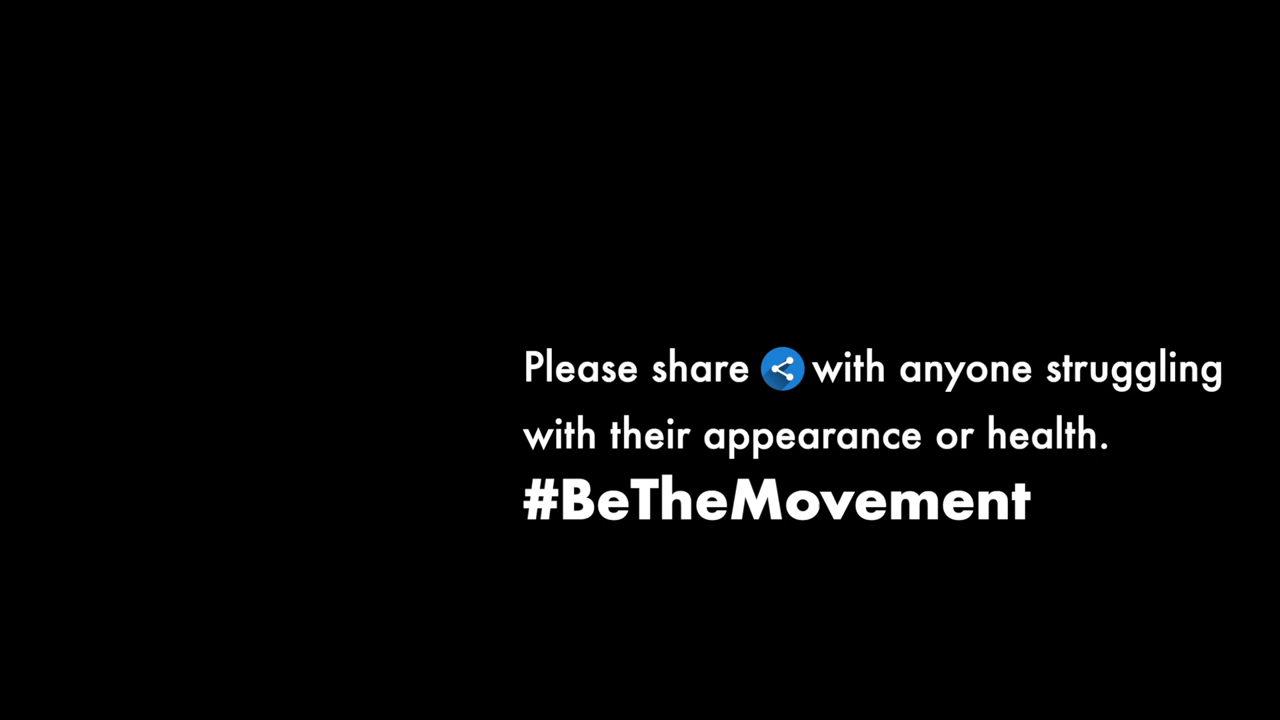 Please share with anyone struggling
with their appearance or health.
#BeTheMovement